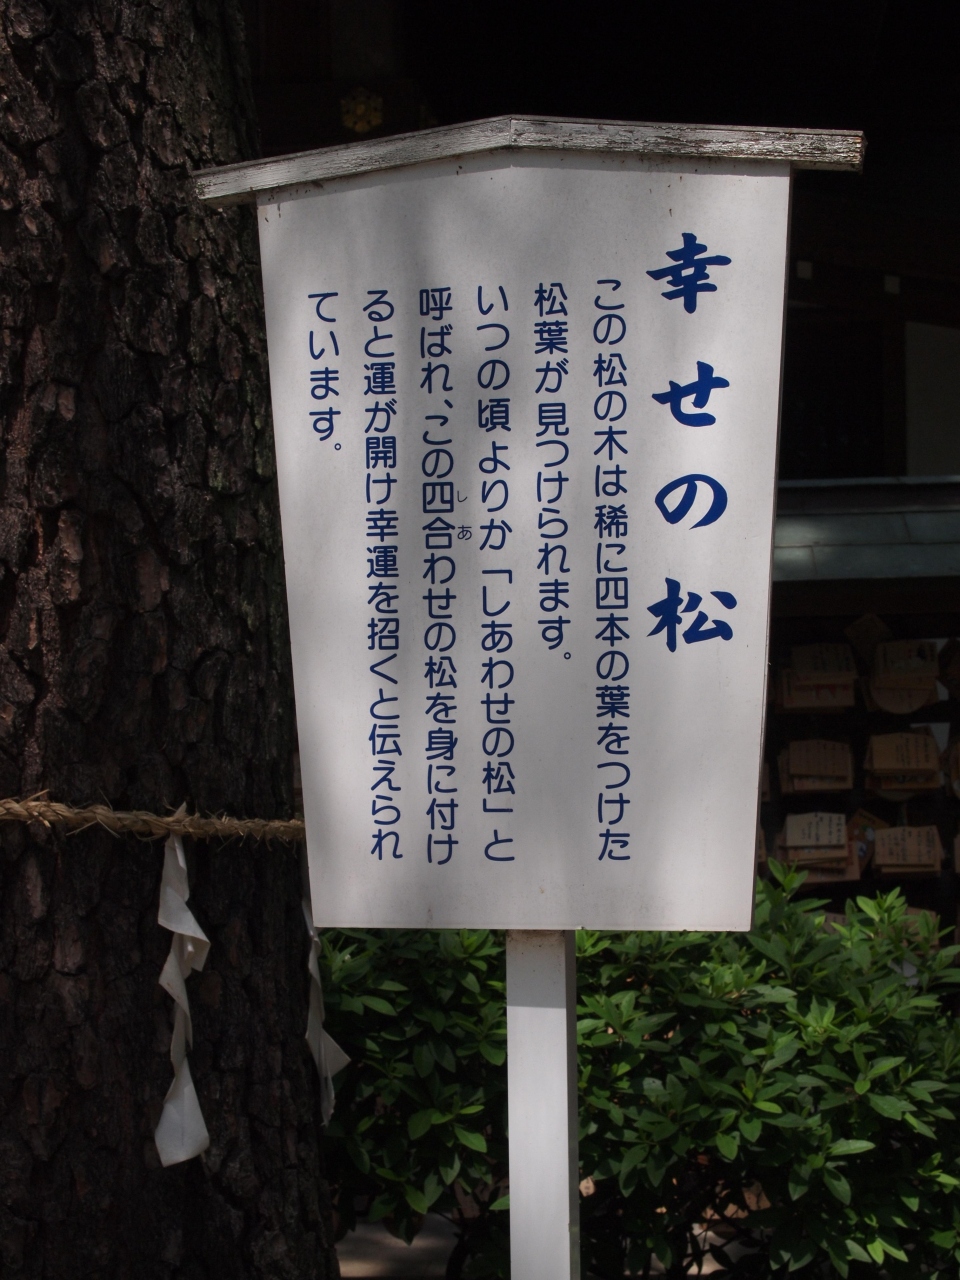 幸せの松
この松の木は稀に四本の葉をつけた
松葉が見つけられます。
いつの頃よりか「しあわせの松」と
呼ばれ、この四合わせの松を身に付け
しあ
ると運が開け幸運を招くと伝えられ
ています。